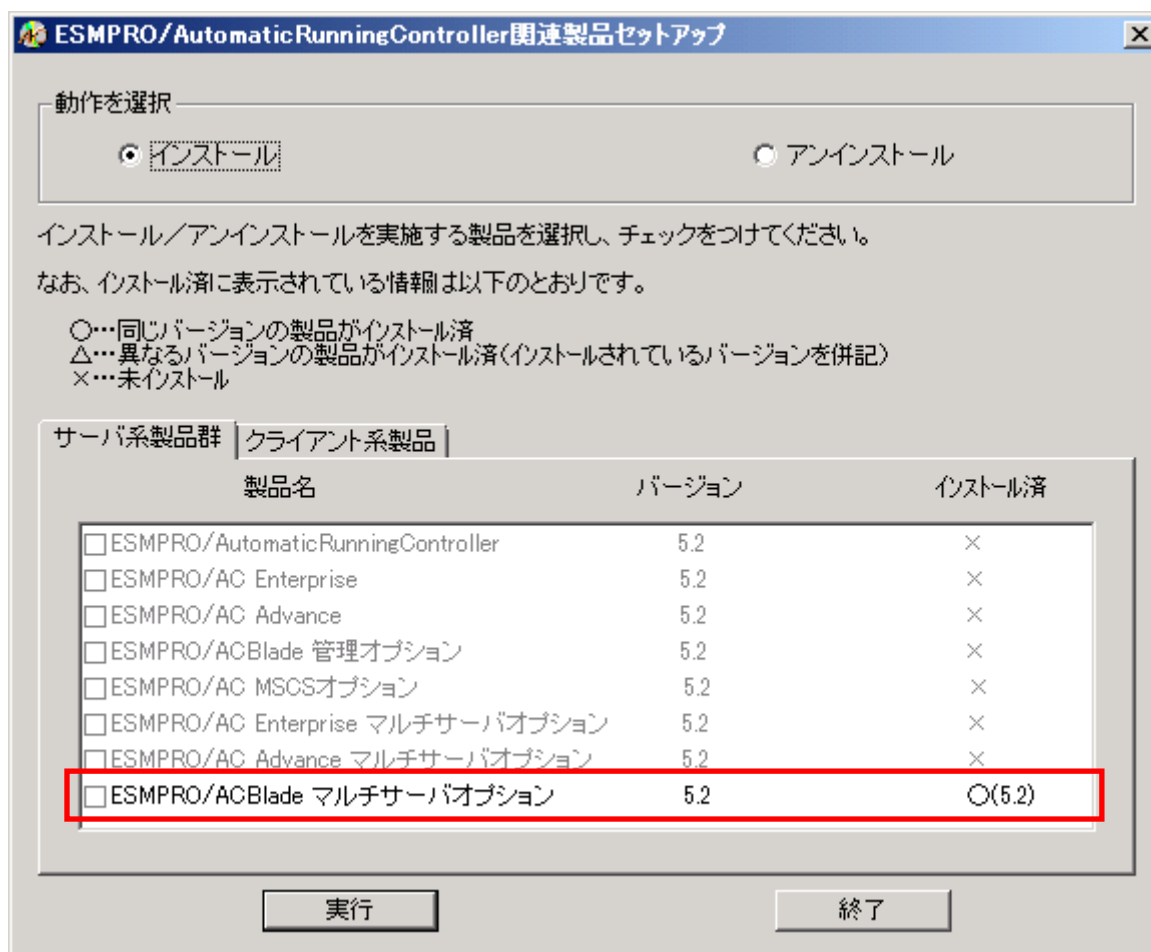 ESMPRO/AutomaticRunningController関連製品セットアップ
動作を選択
インストール アンインストール
インストール／アンインストールを実施する製品を選択し、チェックをつけてください。
なお、インストール済に表示されている情報は以下のとおりです。
○…同じバージョンの製品がインストール済
△…異なるバージョンの製品がインストール済(インストールされているバージョンを併記)
×…未インストール
サーバ系製品群 クライアント系製品
製品名 バージョン インストール済
ESMPRO/AutomaticRunningController 5.2 ×
ESMPRO/AC Enterprise 5.2 ×
ESMPRO/AC Advance 5.2 ×
ESMPRO/ACBlade 管理オプション 5.2 ×
ESMPRO/AC MSCSオプション 5.2 ×
ESMPRO/AC Enterprise マルチサーバオプション 5.2 ×
ESMPRO/AC Advance マルチサーバオプション 5.2 ×
ESMPRO/ACBlade マルチサーバオプション 5.2 ○(5.2)
実行 終了